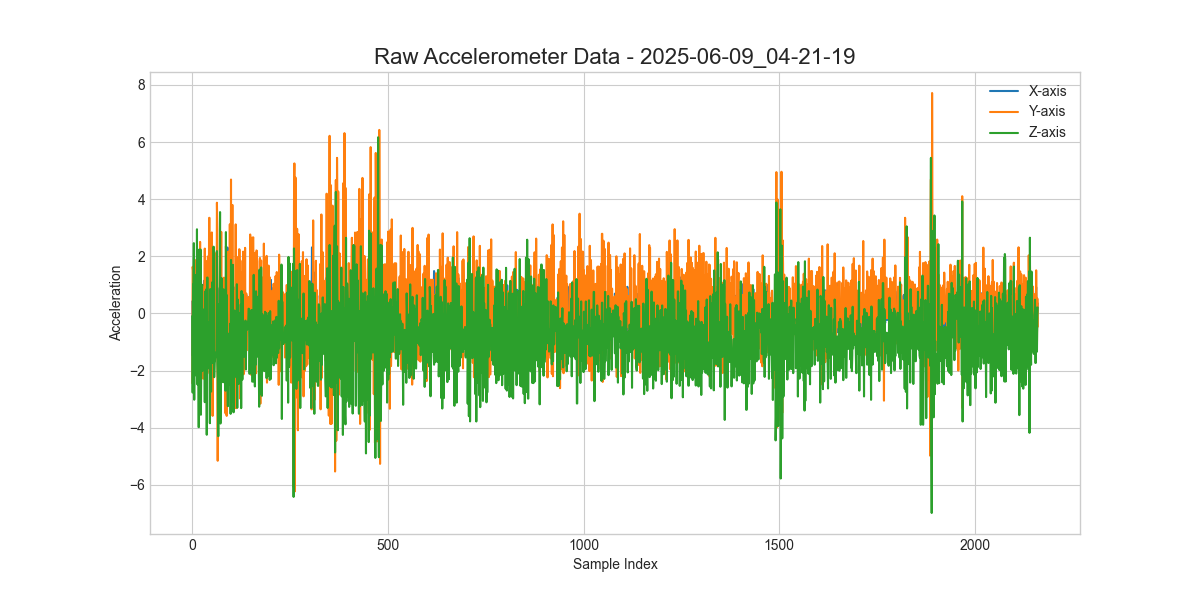 Raw Accelerometer Data - 2025-06-09_04-21-19
8
6
4
2
0
−2
−4
−6
Acceleration
X-axis
Y-axis
Z-axis
0 500 1000 1500 2000
Sample Index